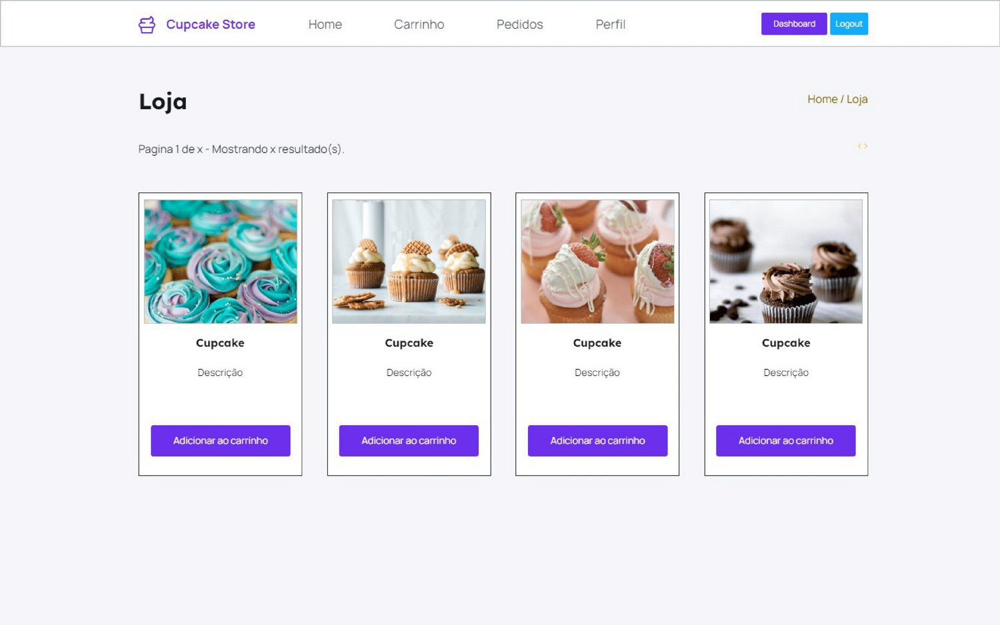 Cupcake Store Home Carrinho Pedidos Perfil Dashboard Logout
Loja Home / Loja
Pagina 1 de x - Mostrando x resultado(s). < >
Cupcake Cupcake Cupcake Cupcake
Descrição Descrição Descrição Descrição
Adicionar ao carrinho Adicionar ao carrinho Adicionar ao carrinho Adicionar ao carrinho